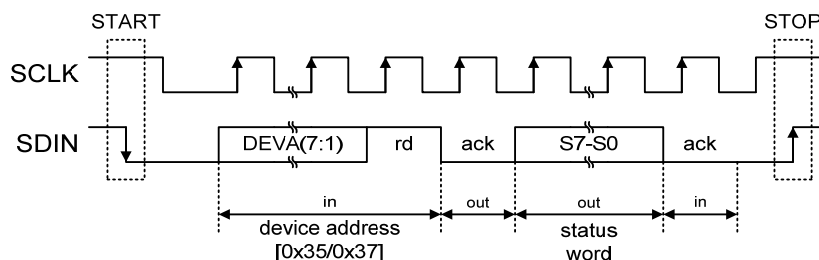 START STOP
SCLK
SDIN DEVA(7:1) rd ack S7-S0 ack
in out out in
device address status
[0x35/0x37] word